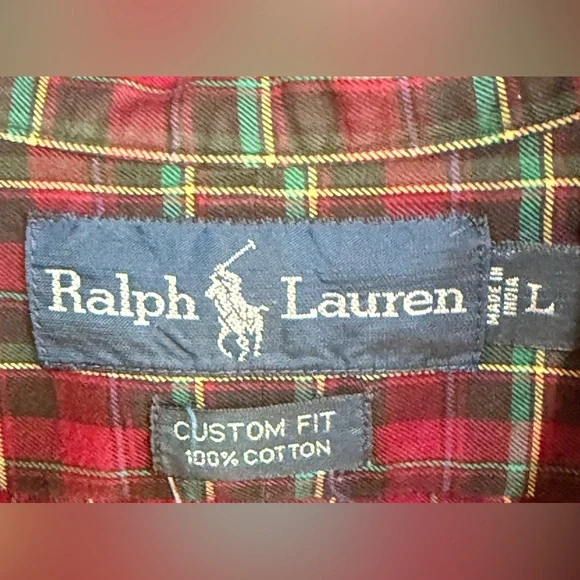 Ralph Lauren
MADE IN
INDIA
L
CUSTOM FIT
100% COTTON